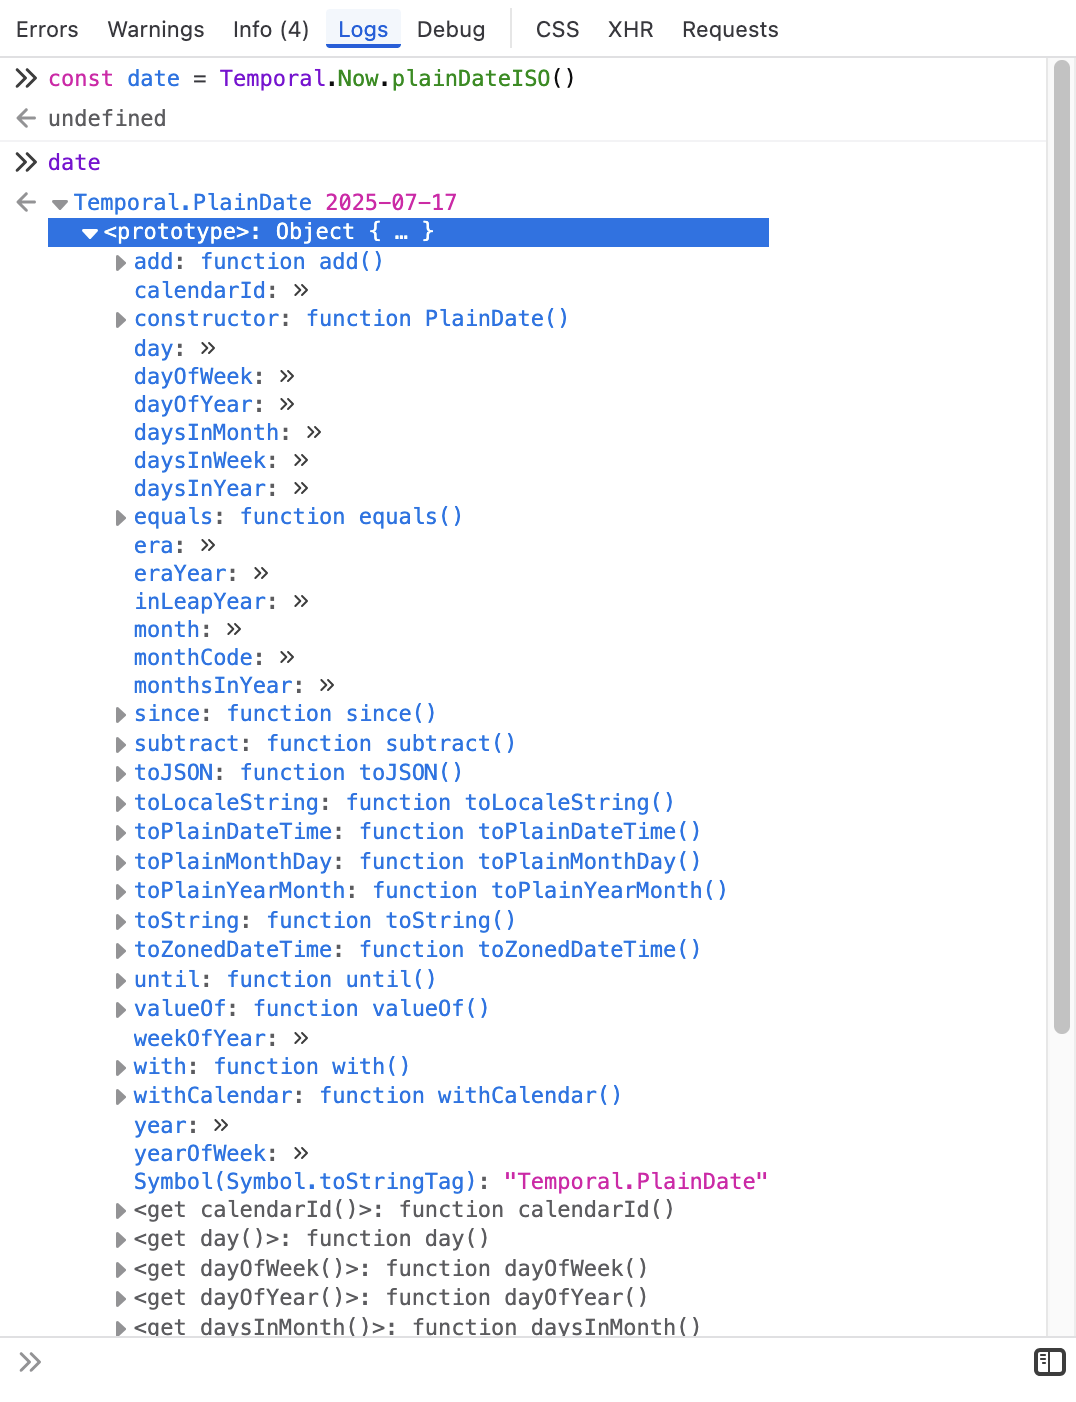 Errors Warnings Info (4) Logs Debug CSS XHR Requests
>> const date = Temporal.Now.plainDateISO()
← undefined
>> date
← ▼ Temporal.PlainDate 2025-07-17
▼ <prototype>: Object { … }
▶ add: function add()
calendarId: >>
▶ constructor: function PlainDate()
day: >>
dayOfWeek: >>
dayOfYear: >>
daysInMonth: >>
daysInWeek: >>
daysInYear: >>
▶ equals: function equals()
era: >>
eraYear: >>
inLeapYear: >>
month: >>
monthCode: >>
monthsInYear: >>
▶ since: function since()
▶ subtract: function subtract()
▶ toJSON: function toJSON()
▶ toLocaleString: function toLocaleString()
▶ toPlainDateTime: function toPlainDateTime()
▶ toPlainMonthDay: function toPlainMonthDay()
▶ toPlainYearMonth: function toPlainYearMonth()
▶ toString: function toString()
▶ toZonedDateTime: function toZonedDateTime()
▶ until: function until()
▶ valueOf: function valueOf()
weekOfYear: >>
▶ with: function with()
▶ withCalendar: function withCalendar()
year: >>
yearOfWeek: >>
Symbol(Symbol.toStringTag): "Temporal.PlainDate"
▶ <get calendarId()>: function calendarId()
▶ <get day()>: function day()
▶ <get dayOfWeek()>: function dayOfWeek()
▶ <get dayOfYear()>: function dayOfYear()
▶ <get daysInMonth()>: function daysInMonth()
>>